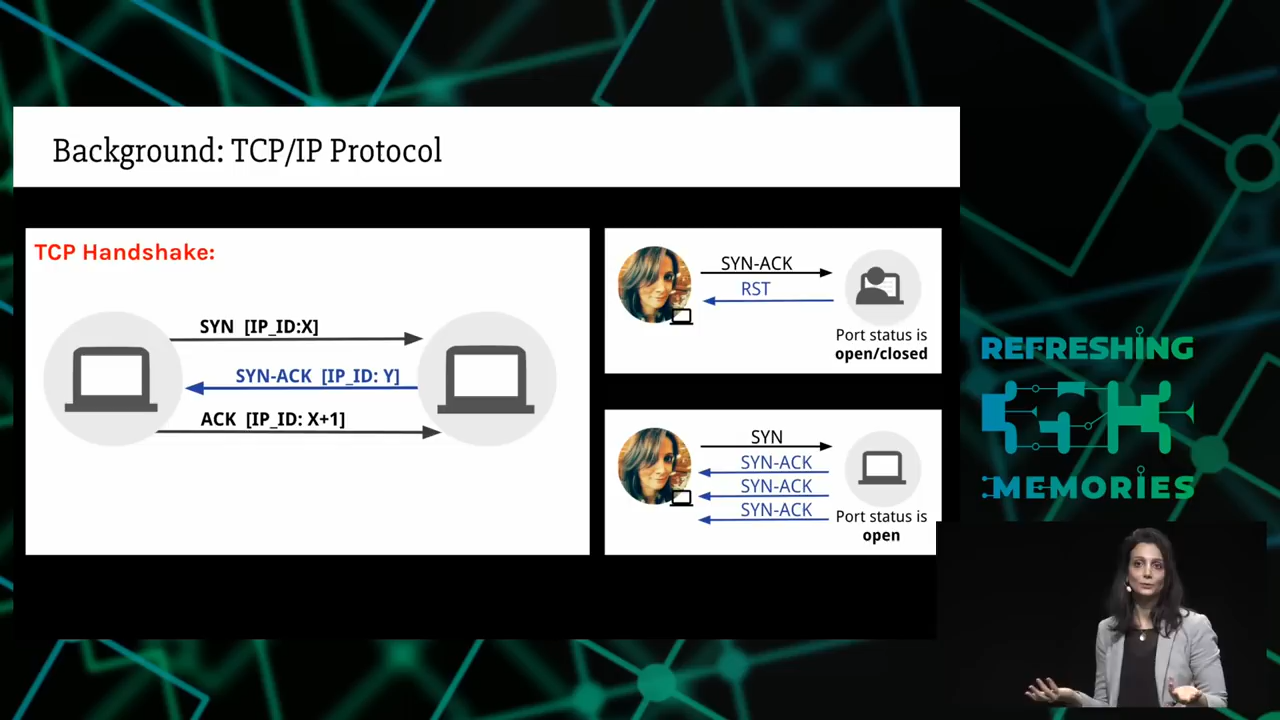 Background: TCP/IP Protocol
TCP Handshake:
SYN [IP_ID:X]
SYN-ACK [IP_ID: Y]
ACK [IP_ID: X+1]
SYN-ACK
RST
Port status is
open/closed
SYN
SYN-ACK
SYN-ACK
SYN-ACK
Port status is
open
REFRESHING
MEMORIES